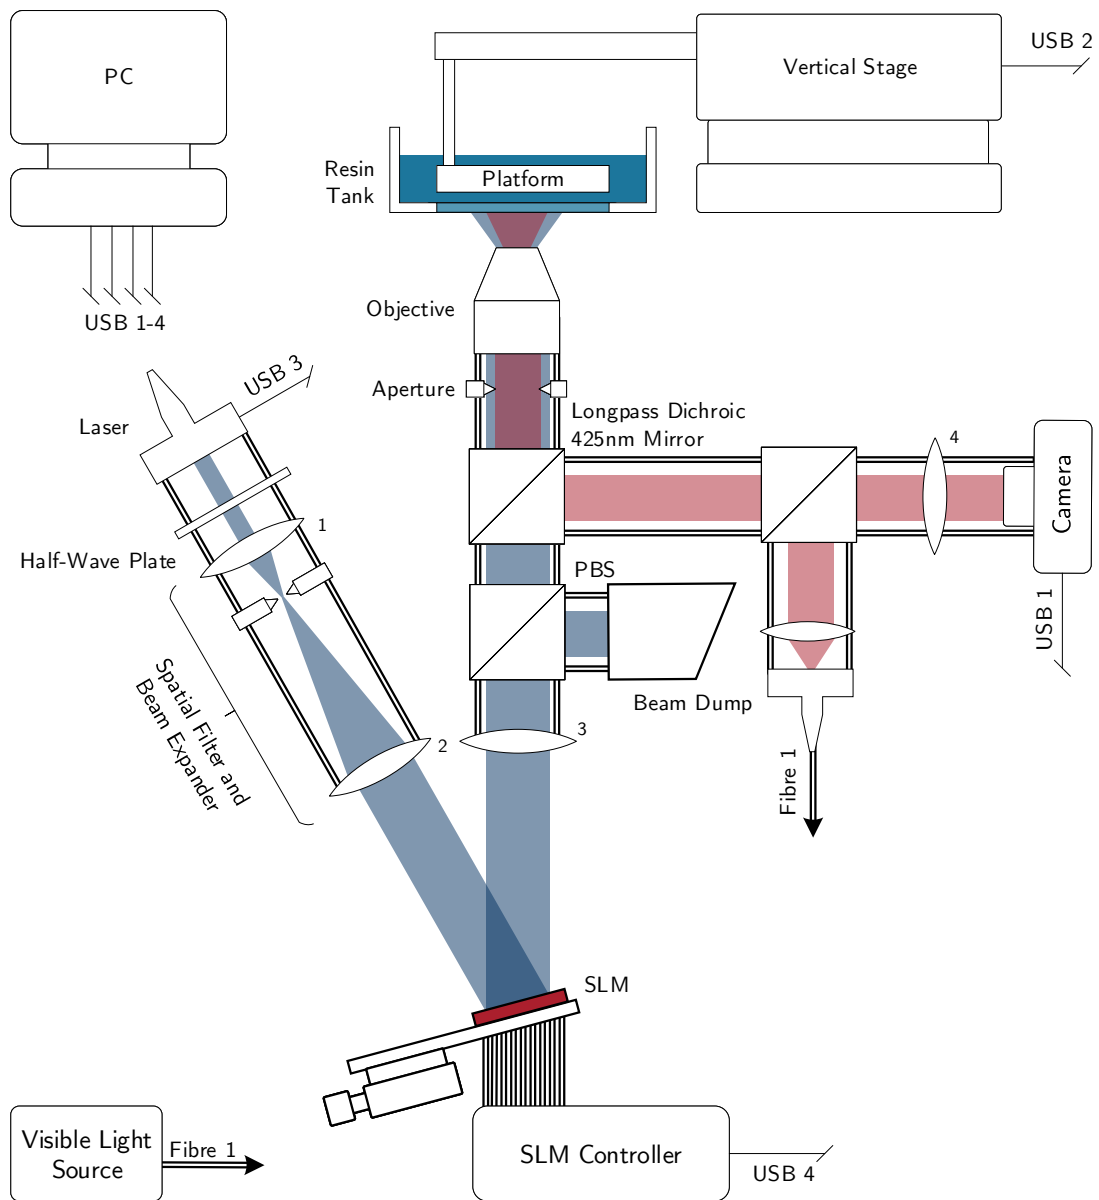 PC
USB 2
Vertical Stage
Resin
Tank
Platform
USB 1-4
Objective
USB 3
Aperture
Laser
Longpass Dichroic
425nm Mirror
4
Camera
1
Half-Wave Plate
PBS
USB 1
Spatial Filter and
Beam Expander
Beam Dump
2
3
Fibre 1
SLM
Visible Light
Source
Fibre 1
SLM Controller
USB 4